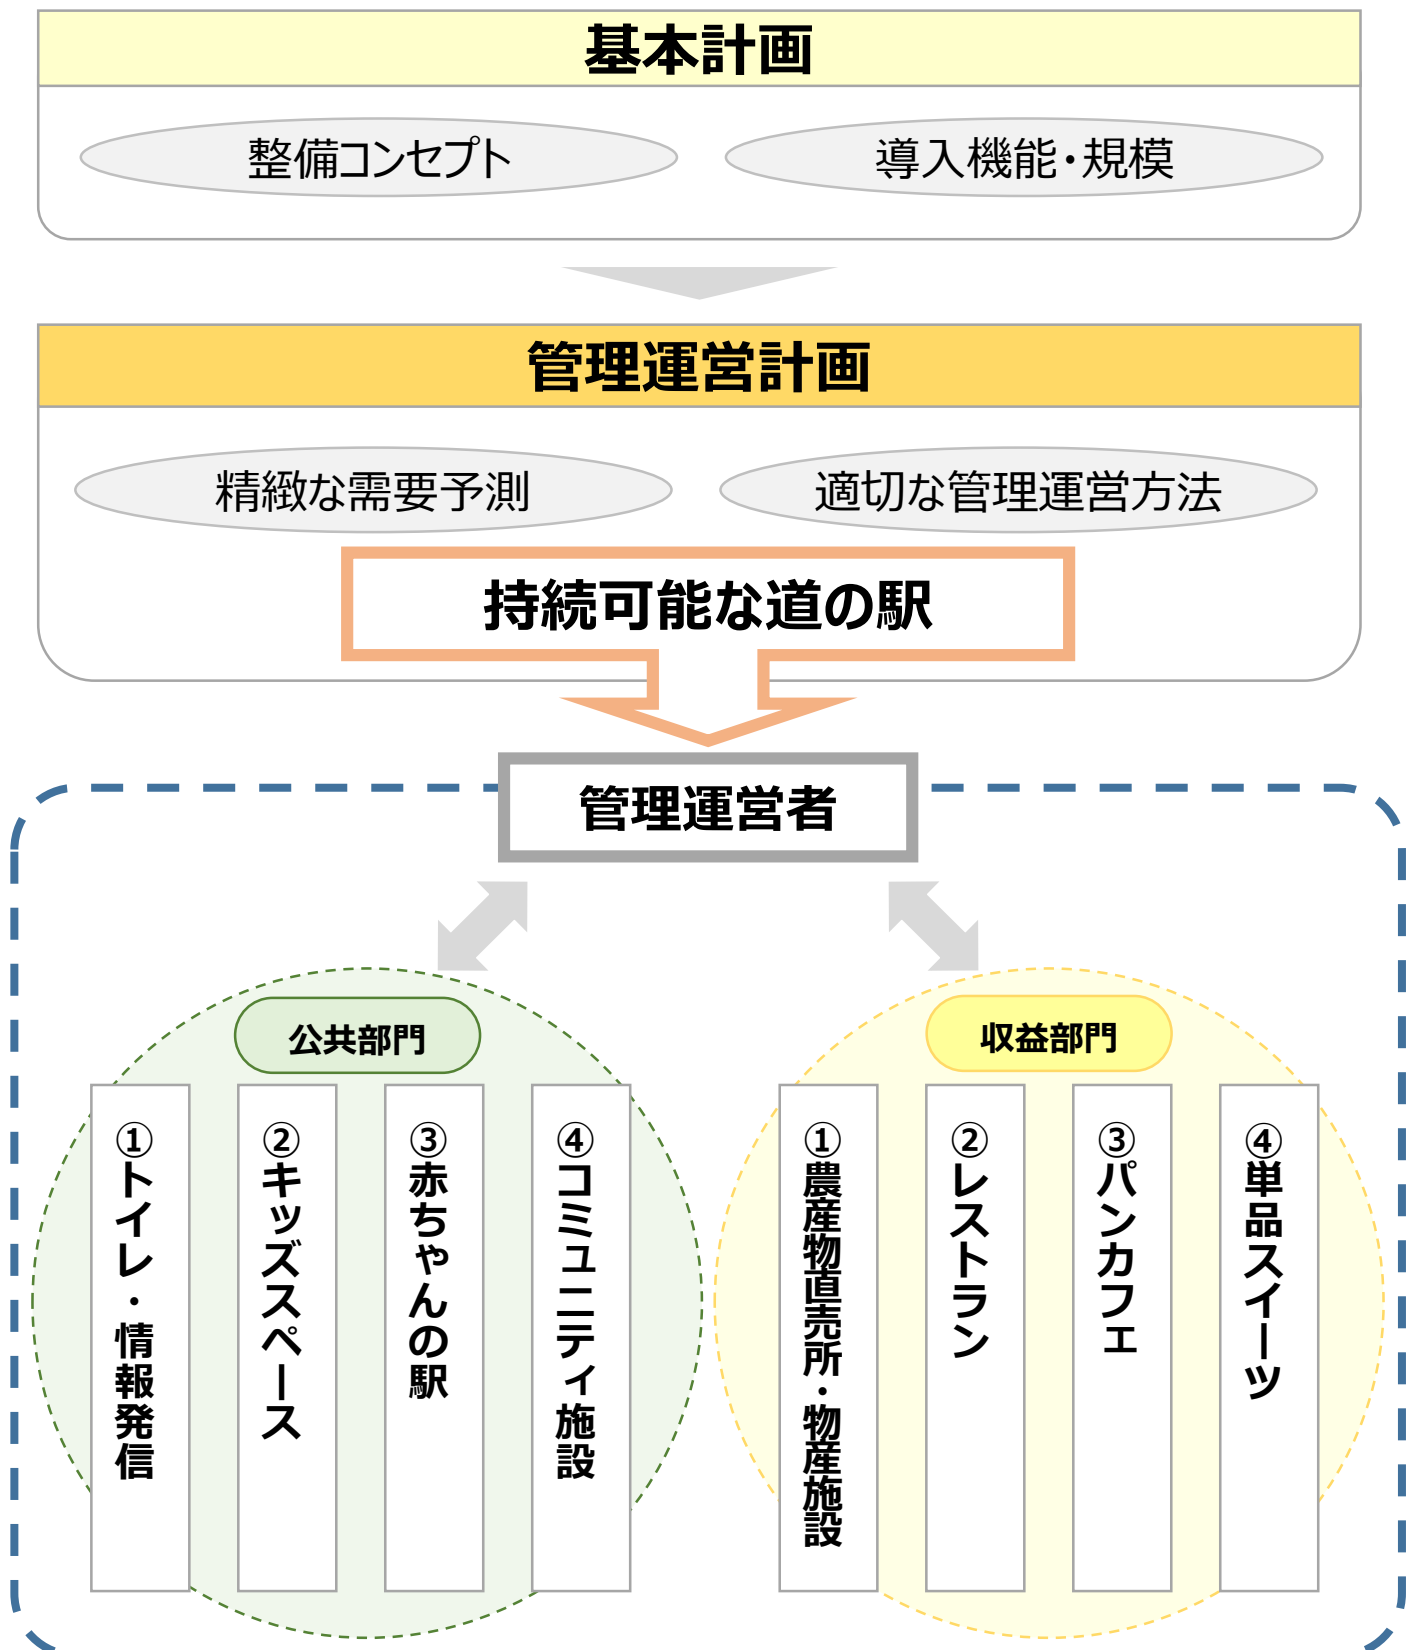 基本計画
整備コンセプト
導入機能・規模
管理運営計画
精緻な需要予測
適切な管理運営方法
持続可能な道の駅
管理運営者
公共部門
①トイレ・情報発信
②キッズスペース
③赤ちゃんの駅
④コミュニティ施設
収益部門
①農産物直売所・物産施設
②レストラン
③パンカフェ
④単品スイーツ